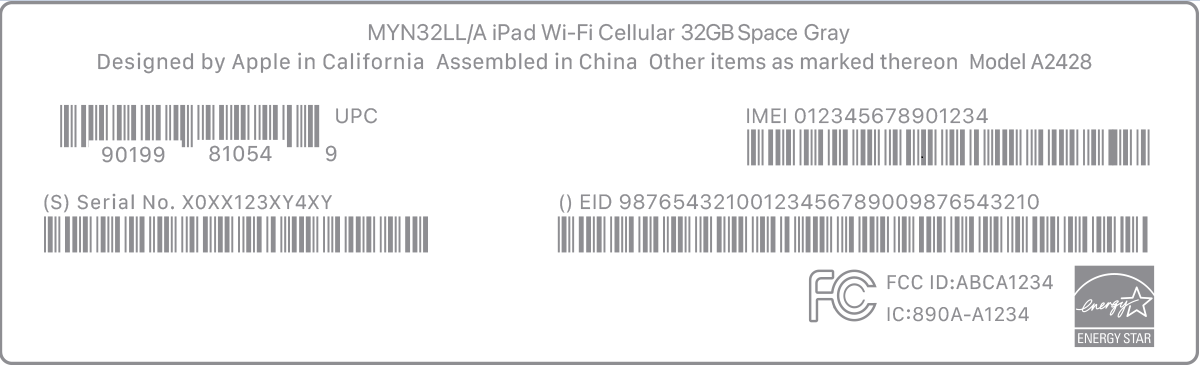 MYN32LL/A iPad Wi-Fi Cellular 32GB Space Gray
Designed by Apple in California Assembled in China Other items as marked thereon Model A2428
UPC
90199 81054 9
IMEI 012345678901234
(S) Serial No. X0XX123XY4XY
() EID 98765432100123456789009876543210
FC FCC ID:ABCA1234
IC:890A-A1234
energy
ENERGY STAR